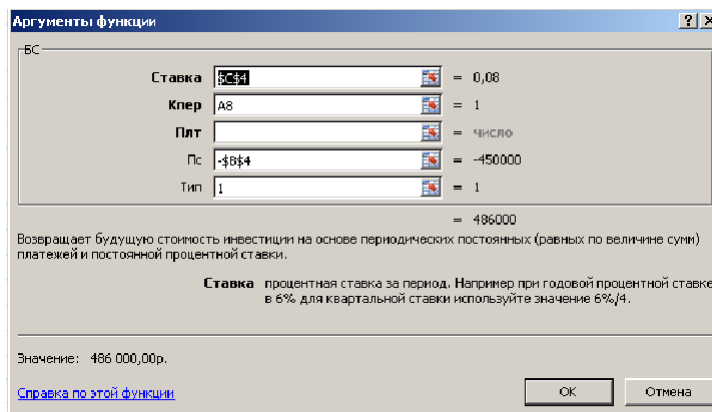 Аргументы функции
БС
Ставка $C$4 = 0,08
Кпер A8 = 1
Плт = число
Пс -$B$4 = -450000
Тип 1 = 1
= 486000
Возвращает будущую стоимость инвестиции на основе периодических постоянных (равных по величине сумм)
платежей и постоянной процентной ставки.
Ставка процентная ставка за период. Например при годовой процентной ставке
в 6% для квартальной ставки используйте значение 6%/4.
Значение: 486 000,00р.
Справка по этой функции
ОК Отмена